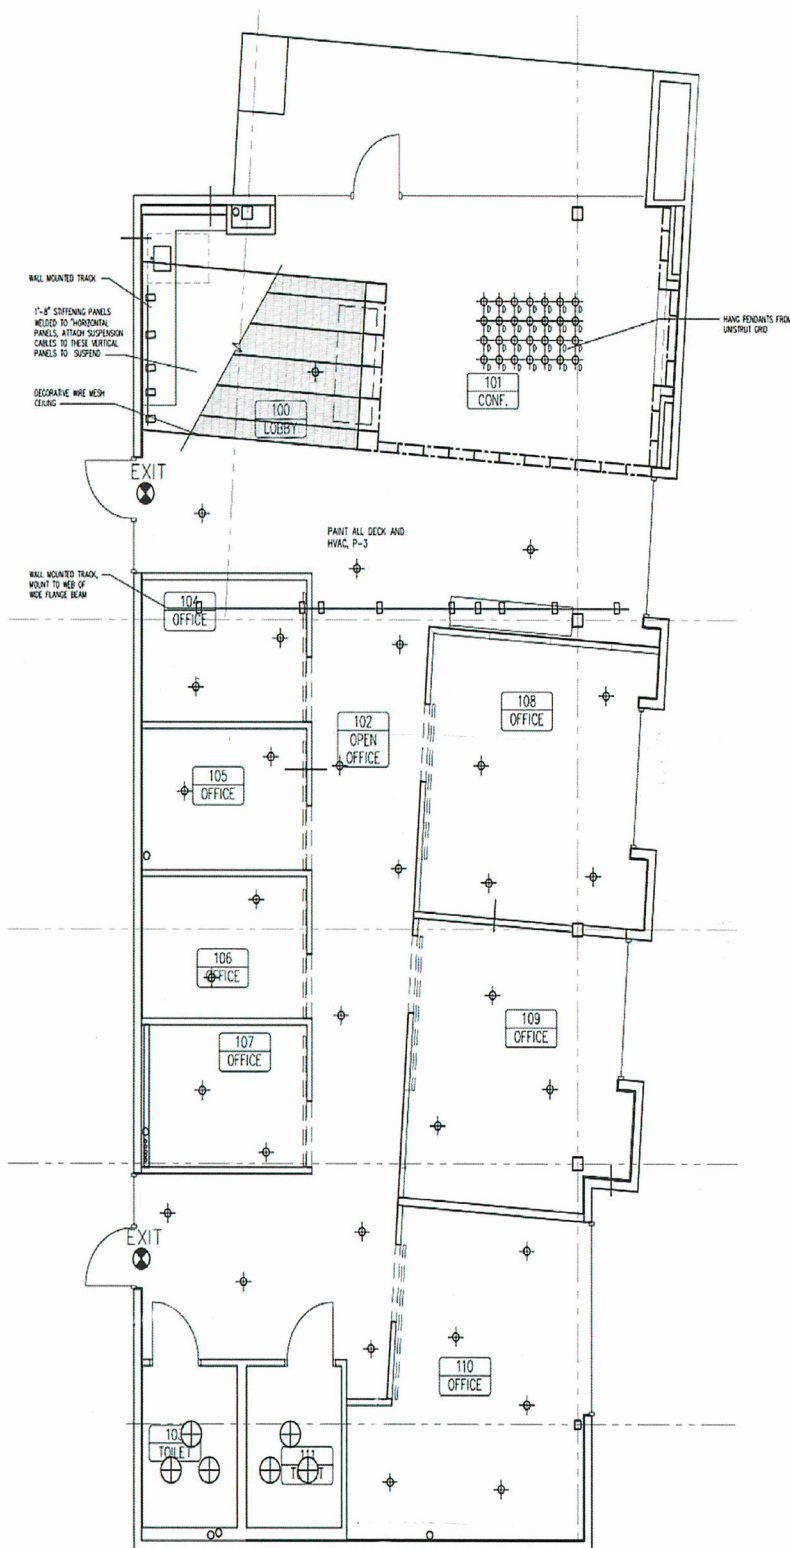 WALL MOUNTED TRACK
1'-8" STIFFENING PANELS
WELDED TO "HORIZONTAL
PANELS, ATTACH SUSPENSION
CABLES TO THESE VERTICAL
PANELS TO SUSPEND
DECORATIVE WIRE MESH
CEILING
HANG PENDANTS FROM
UNISTRUT GRID
D D D D D D D
D D D D D D D
D D D D D D D
D D D D D D D
101
CONF.
100
LOBBY
EXIT
PAINT ALL DECK AND
HVAC, P-3
WALL MOUNTED TRACK,
MOUNT TO WEB OF
WIDE FLANGE BEAM
104
OFFICE
108
OFFICE
102
OPEN
OFFICE
105
OFFICE
106
OFFICE
109
OFFICE
107
OFFICE
EXIT
110
OFFICE
103
TOILET
111
TOILET